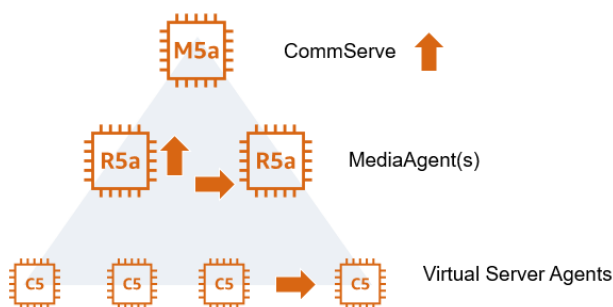 M5a
CommServe
R5a
R5a
MediaAgent(s)
C5
C5
C5
C5
Virtual Server Agents